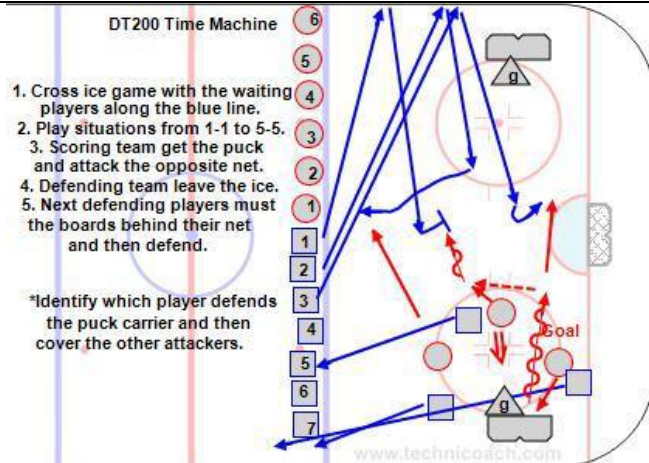 DT200 Time Machine
1. Cross ice game with the waiting
players along the blue line.
2. Play situations from 1-1 to 5-5.
3. Scoring team get the puck
and attack the opposite net.
4. Defending team leave the ice.
5. Next defending players must
the boards behind their net
and then defend.
*Identify which player defends
the puck carrier and then
cover the other attackers.
6
5
4
3
2
1
1
2
3
4
5
6
7
g
Goal
g
www.technicoach.com